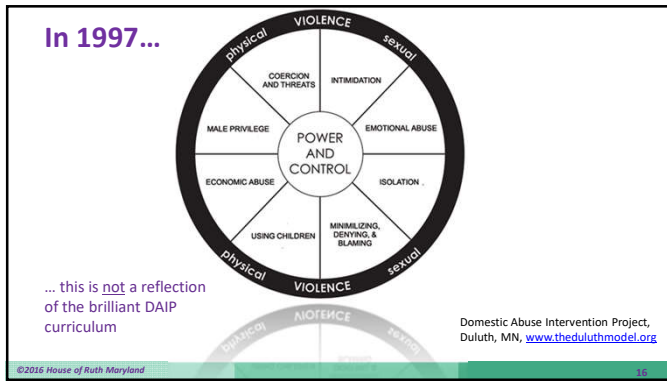 In 1997…
physical VIOLENCE sexual
COERCION
AND THREATS
INTIMIDATION
MALE PRIVILEGE
EMOTIONAL ABUSE
POWER
AND
CONTROL
ECONOMIC ABUSE
ISOLATION
USING CHILDREN
MINIMILIZING,
DENYING, &
BLAMING
physical VIOLENCE sexual
… this is not a reflection
of the brilliant DAIP
curriculum
Domestic Abuse Intervention Project,
Duluth, MN, www.theduluthmodel.org
©2016 House of Ruth Maryland
16